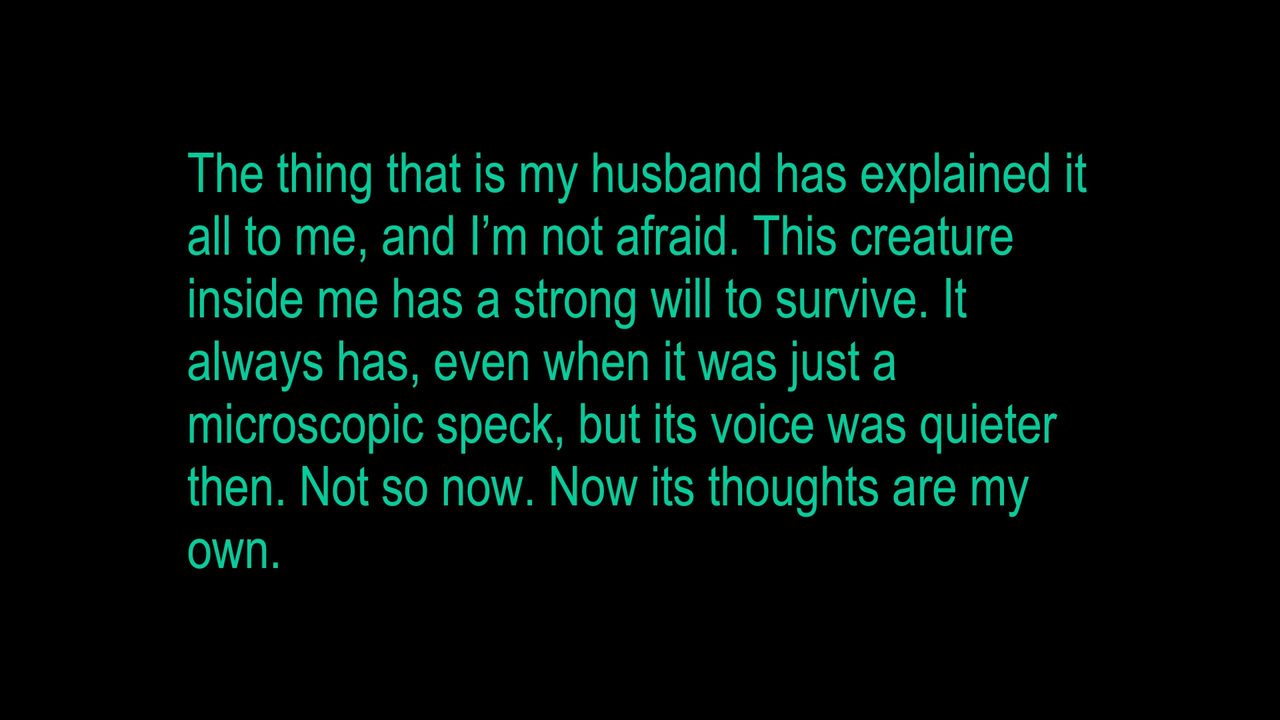 The thing that is my husband has explained it
all to me, and I’m not afraid. This creature
inside me has a strong will to survive. It
always has, even when it was just a
microscopic speck, but its voice was quieter
then. Not so now. Now its thoughts are my
own.